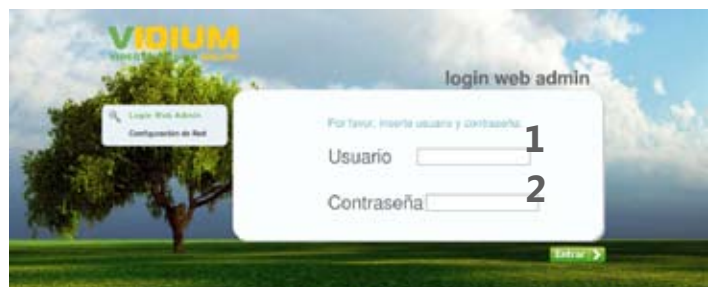 VIDIUM
login web admin
Login Web Admin
Configuración de Red
Por favor, inserta usuario y contraseña
Usuario
1
Contraseña
2
Entrar